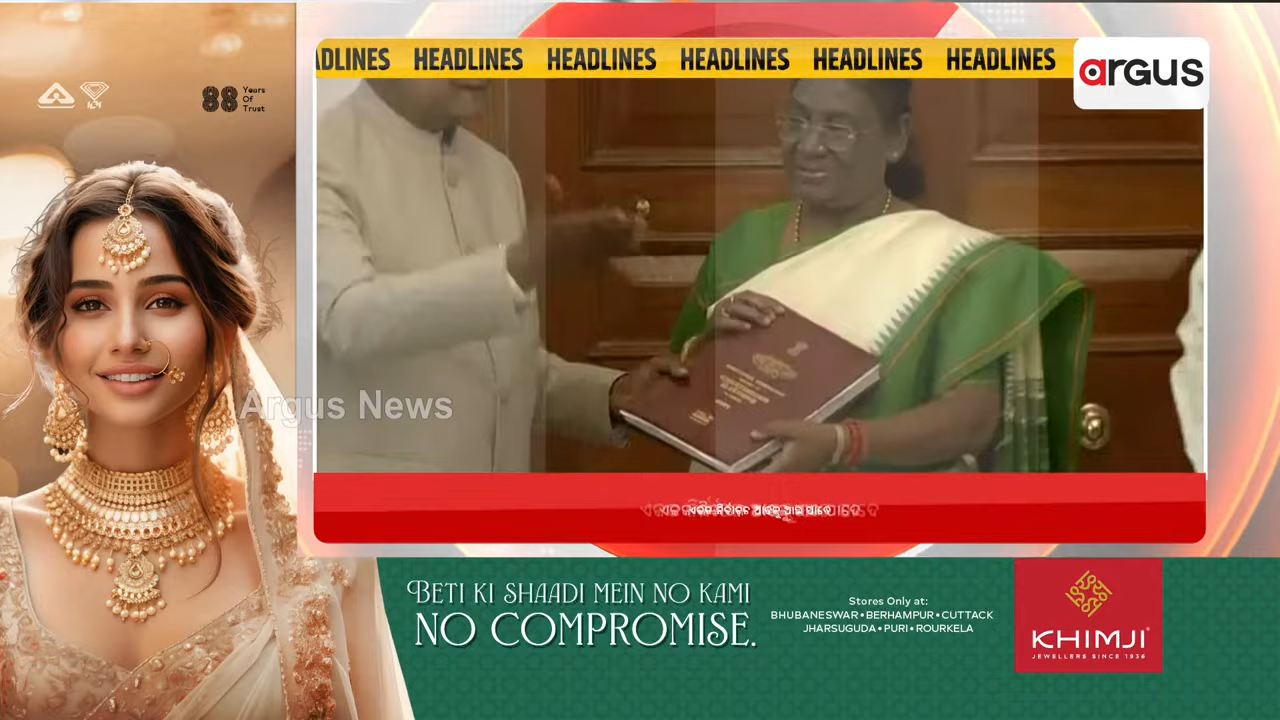 88 Years
Of
Trust
ADLINES HEADLINES HEADLINES HEADLINES HEADLINES HEADLINES
argus
Argus News
BETI KI SHAADI MEIN NO KAMI
NO COMPROMISE.
Stores Only at:
BHUBANESWAR • BERHAMPUR • CUTTACK
JHARSUGUDA • PURI • ROURKELA
KHIMJI
JEWELLERS SINCE 1936